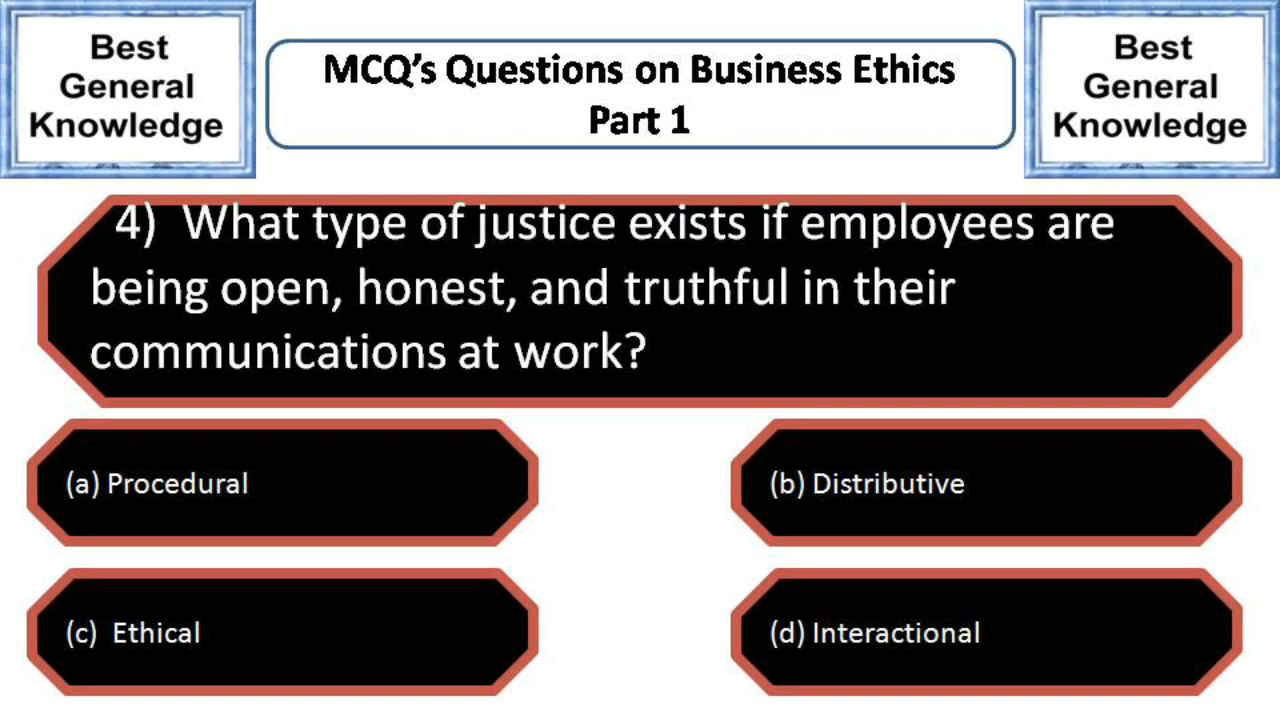 Best
General
Knowledge
MCQ's Questions on Business Ethics
Part 1
Best
General
Knowledge
4) What type of justice exists if employees are
being open, honest, and truthful in their
communications at work?
(a) Procedural
(b) Distributive
(c) Ethical
(d) Interactional